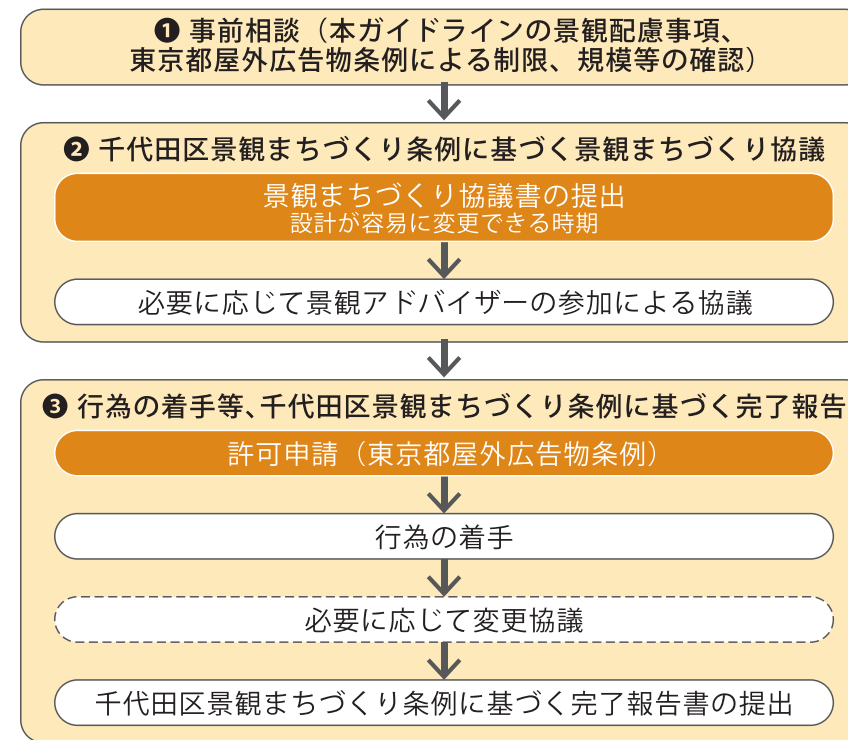 ❶ 事前相談（本ガイドラインの景観配慮事項、
東京都屋外広告物条例による制限、規模等の確認）
❷ 千代田区景観まちづくり条例に基づく景観まちづくり協議
景観まちづくり協議書の提出
設計が容易に変更できる時期
必要に応じて景観アドバイザーの参加による協議
❸ 行為の着手等、千代田区景観まちづくり条例に基づく完了報告
許可申請（東京都屋外広告物条例）
行為の着手
必要に応じて変更協議
千代田区景観まちづくり条例に基づく完了報告書の提出